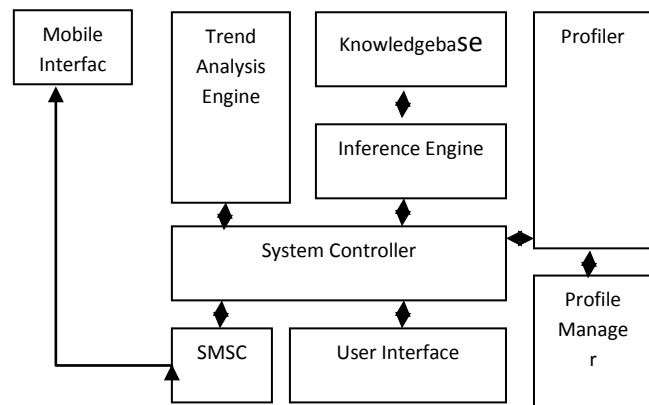 Mobile
Interfac
Trend
Analysis
Engine
Knowledgebase
Profiler
Inference Engine
System Controller
Profile
Manage
r
SMSC
User Interface